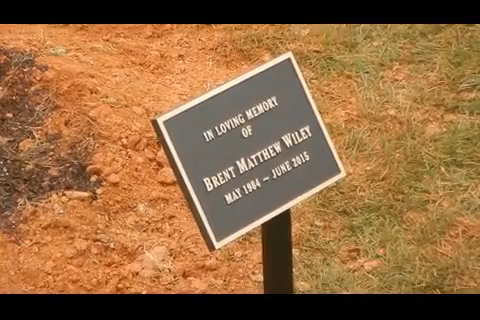 IN LOVING MEMORY
OF
BRENT MATTHEW WILEY
MAY 1984 ~ JUNE 2015